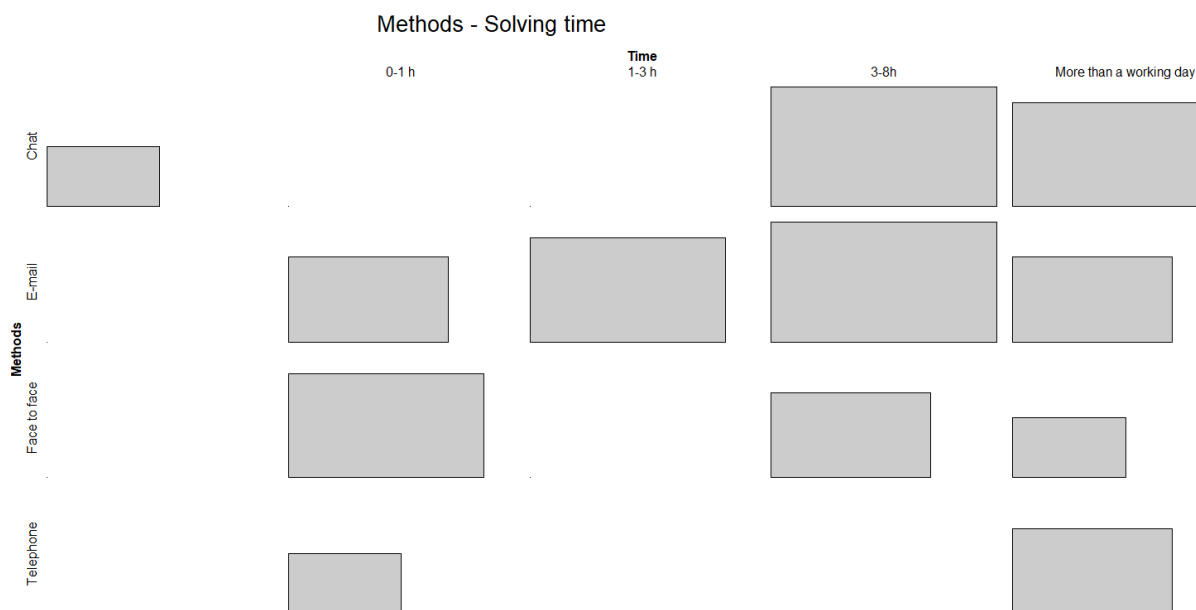 Methods - Solving time
Time
0-1 h
1-3 h
3-8h
More than a working day
Methods
Chat
E-mail
Face to face
Telephone